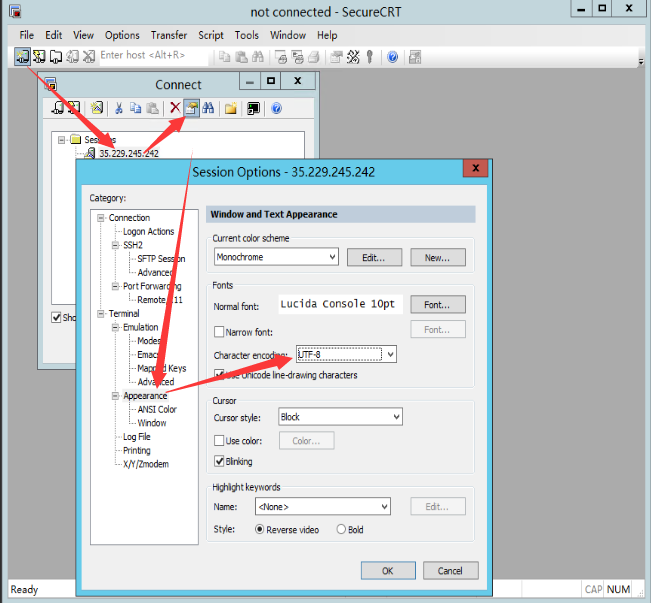 not connected - SecureCRT
File Edit View Options Transfer Script Tools Window Help
Enter host <Alt+R>
Connect
Sessions
35.229.245.242
Sho
Session Options - 35.229.245.242
Category:
Connection
Logon Actions
SSH2
SFTP Session
Advanced
Port Forwarding
Remote/X11
Terminal
Emulation
Modes
Emacs
Mapped Keys
Advanced
Appearance
ANSI Color
Window
Log File
Printing
X/Y/Zmodem
Window and Text Appearance
Current color scheme
Monochrome Edit... New...
Fonts
Normal font: Lucida Console 10pt Font...
Narrow font: Font...
Character encoding: UTF-8
Use Unicode line-drawing characters
Cursor
Cursor style: Block
Use color: Color...
Blinking
Highlight keywords
Name: <None> Edit...
Style: Reverse video Bold
OK Cancel
Ready CAP NUM